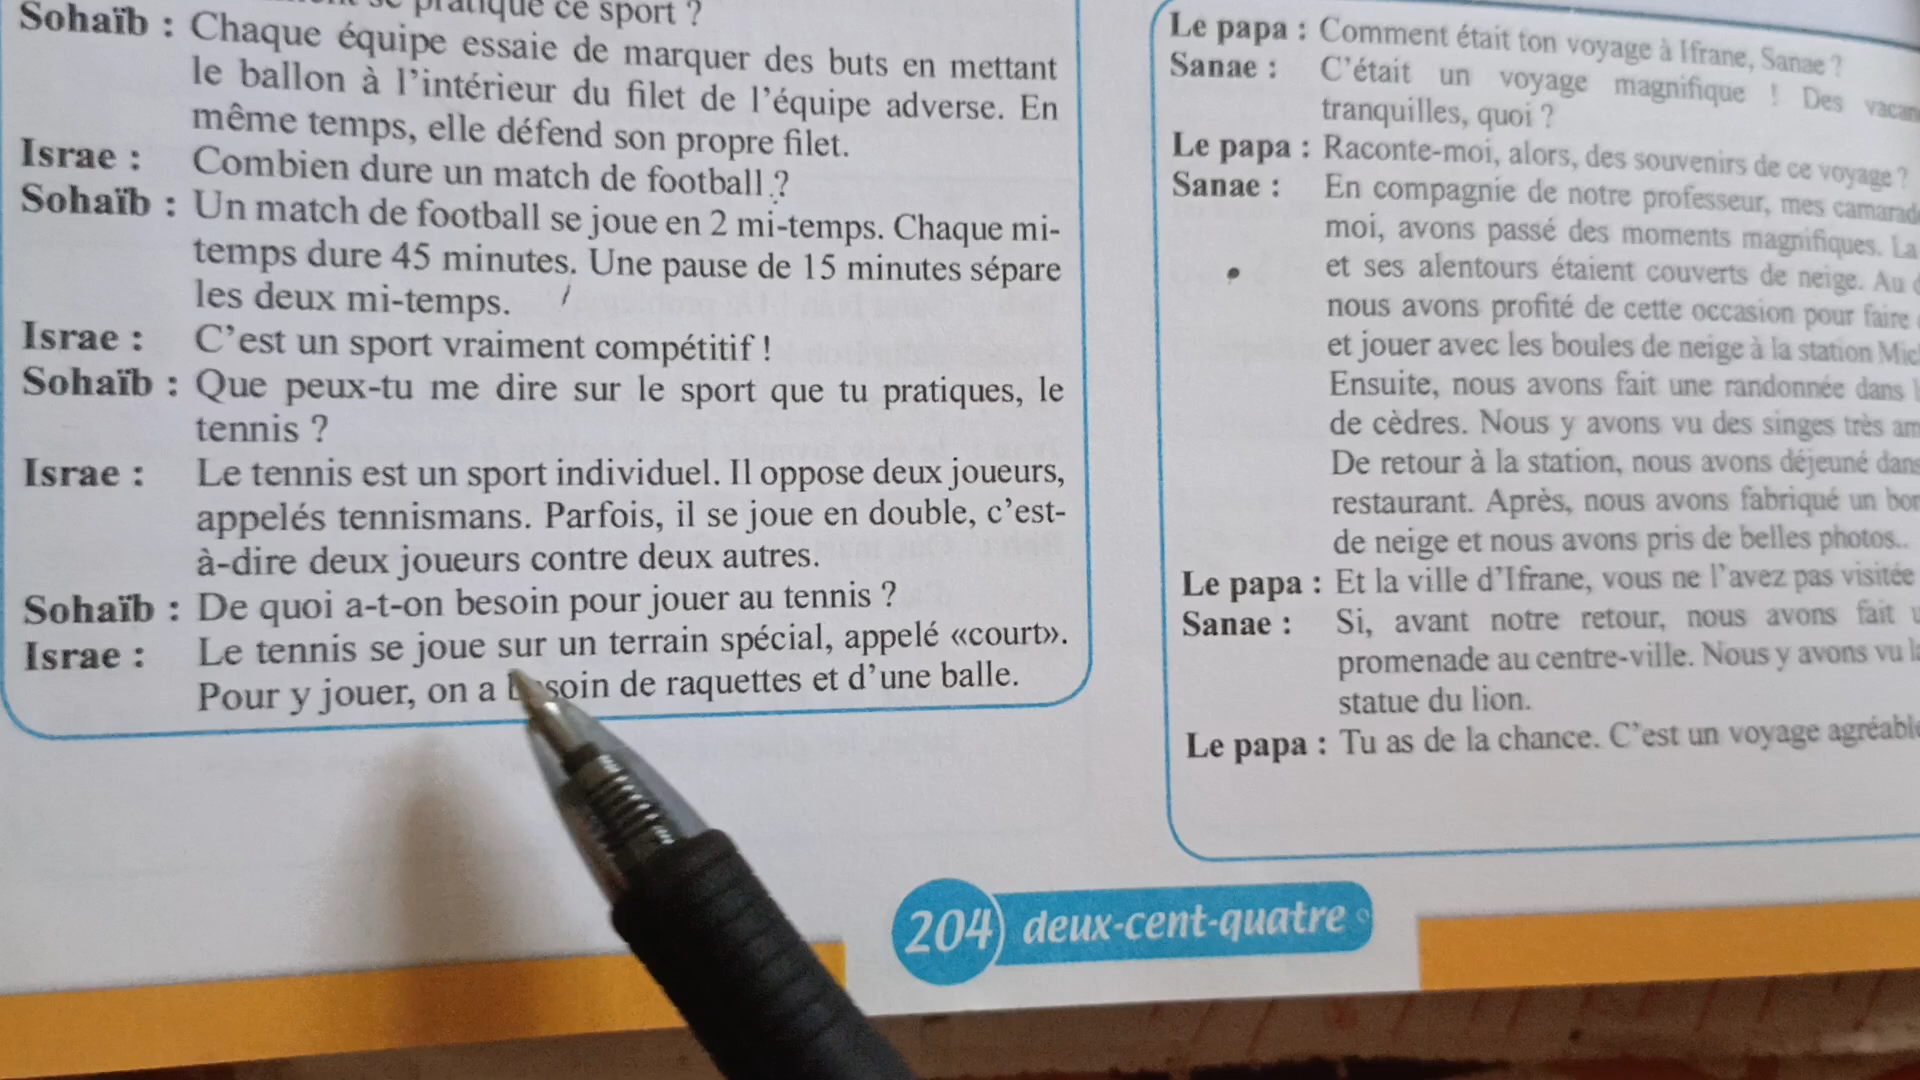 se pratique ce sport ?
Sohaïb : Chaque équipe essaie de marquer des buts en mettant
le ballon à l'intérieur du filet de l'équipe adverse. En
même temps, elle défend son propre filet.
Israe : Combien dure un match de football ?
Sohaïb : Un match de football se joue en 2 mi-temps. Chaque mi-
temps dure 45 minutes. Une pause de 15 minutes sépare
les deux mi-temps.
Israe : C'est un sport vraiment compétitif !
Sohaïb : Que peux-tu me dire sur le sport que tu pratiques, le
tennis ?
Israe : Le tennis est un sport individuel. Il oppose deux joueurs,
appelés tennismans. Parfois, il se joue en double, c'est-
à-dire deux joueurs contre deux autres.
Sohaïb : De quoi a-t-on besoin pour jouer au tennis ?
Israe : Le tennis se joue sur un terrain spécial, appelé «court».
Pour y jouer, on a besoin de raquettes et d'une balle.
Le papa : Comment était ton voyage à Ifrane, Sanae ?
Sanae : C'était un voyage magnifique ! Des
tranquilles, quoi ?
Le papa : Raconte-moi, alors, des souvenirs de ce voyage ?
Sanae : En compagnie de notre professeur, mes
moi, avons passé des moments magnifiques. La
et ses alentours étaient couverts de neige. Au
nous avons profité de cette occasion pour faire
et jouer avec les boules de neige à la station
Ensuite, nous avons fait une randonnée dans
de cèdres. Nous y avons vu des singes très
De retour à la station, nous avons déjeuné dans
restaurant. Après, nous avons fabriqué un
de neige et nous avons pris de belles photos..
Le papa : Et la ville d'Ifrane, vous ne l'avez pas visitée
Sanae : Si, avant notre retour, nous avons fait
promenade au centre-ville. Nous y avons vu
statue du lion.
Le papa : Tu as de la chance. C'est un voyage
204 deux-cent-quatre